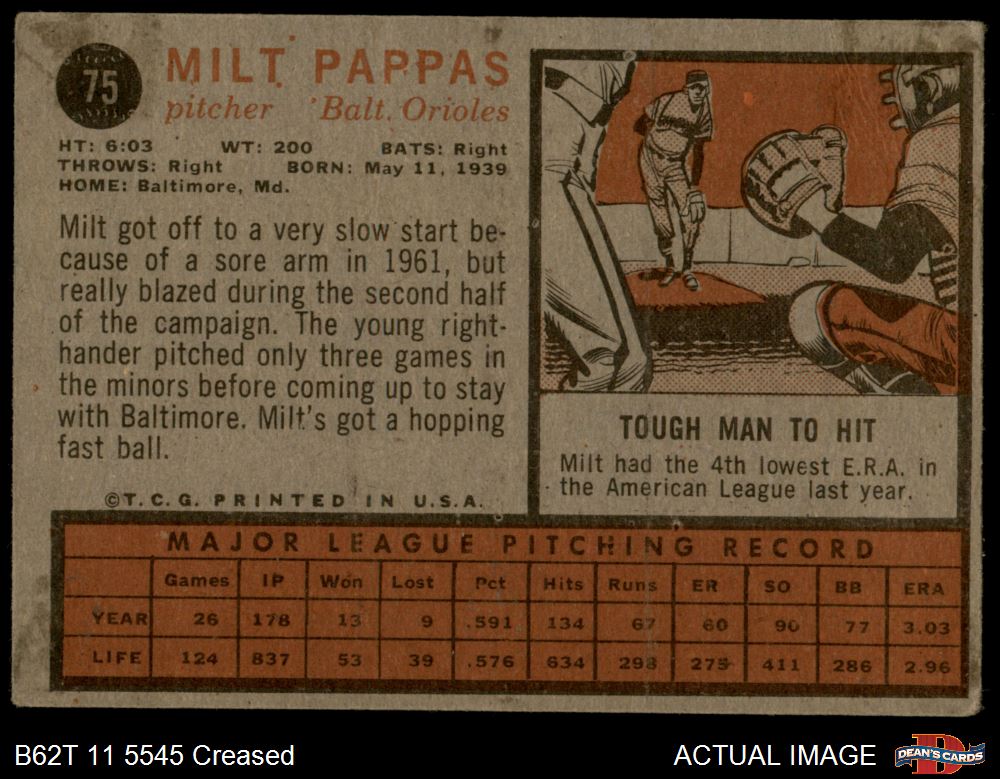 75
MILT PAPPAS
pitcher Balt. Orioles
HT: 6:03 WT: 200 BATS: Right
THROWS: Right BORN: May 11, 1939
HOME: Baltimore, Md.
Milt got off to a very slow start be-
cause of a sore arm in 1961, but
really blazed during the second half
of the campaign. The young right-
hander pitched only three games in
the minors before coming up to stay
with Baltimore. Milt's got a hopping
fast ball.
©T.C.G. PRINTED IN U.S.A.
TOUGH MAN TO HIT
Milt had the 4th lowest E.R.A. in
the American League last year.
MAJOR LEAGUE PITCHING RECORD
Games IP Won Lost Pct Hits Runs ER SO BB ERA
YEAR 26 178 13 9 .591 134 67 60 90 77 3.03
LIFE 124 837 53 39 .576 634 298 275 411 286 2.96
B62T 11 5545 Creased
ACTUAL IMAGE
DEAN'S CARDS